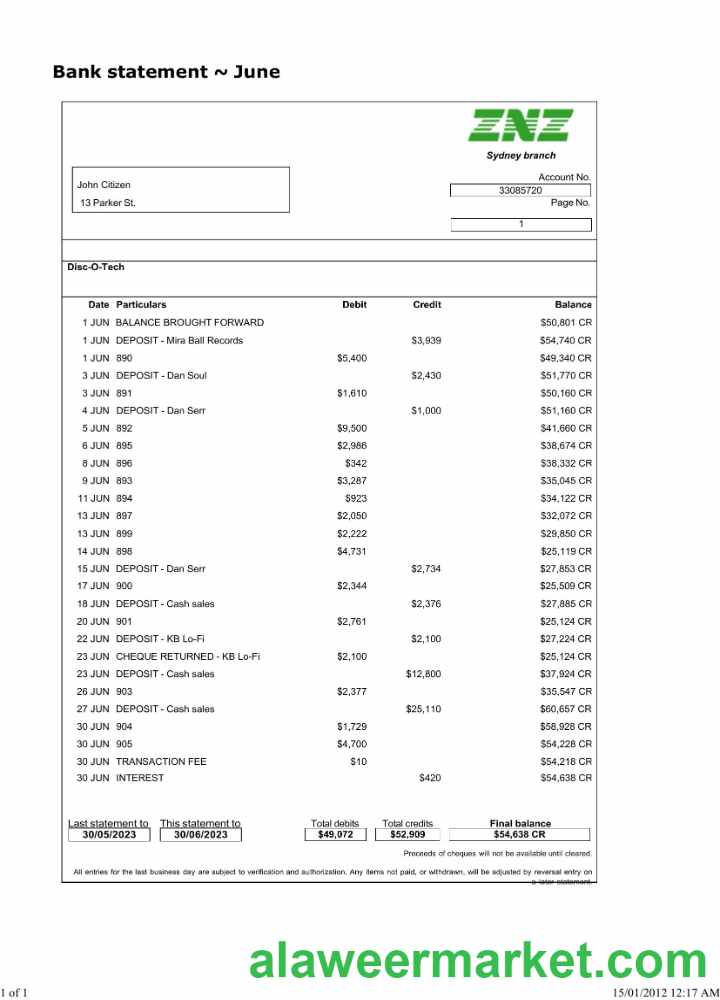 Bank statement ~ June
ZNZ
Sydney branch
Account No.
John Citizen
33085720
13 Parker St.
Page No.
1
Disc-O-Tech
Date Particulars Debit Credit Balance
1 JUN BALANCE BROUGHT FORWARD $50,801 CR
1 JUN DEPOSIT - Mira Ball Records $3,939 $54,740 CR
1 JUN 890 $5,400 $49,340 CR
3 JUN DEPOSIT - Dan Soul $2,430 $51,770 CR
3 JUN 891 $1,610 $50,160 CR
4 JUN DEPOSIT - Dan Serr $1,000 $51,160 CR
5 JUN 892 $9,500 $41,660 CR
6 JUN 895 $2,986 $38,674 CR
8 JUN 896 $342 $38,332 CR
9 JUN 893 $3,287 $35,045 CR
11 JUN 894 $923 $34,122 CR
13 JUN 897 $2,050 $32,072 CR
13 JUN 899 $2,222 $29,850 CR
14 JUN 898 $4,731 $25,119 CR
15 JUN DEPOSIT - Dan Serr $2,734 $27,853 CR
17 JUN 900 $2,344 $25,509 CR
18 JUN DEPOSIT - Cash sales $2,376 $27,885 CR
20 JUN 901 $2,761 $25,124 CR
22 JUN DEPOSIT - KB Lo-Fi $2,100 $27,224 CR
23 JUN CHEQUE RETURNED - KB Lo-Fi $2,100 $25,124 CR
23 JUN DEPOSIT - Cash sales $12,800 $37,924 CR
26 JUN 903 $2,377 $35,547 CR
27 JUN DEPOSIT - Cash sales $25,110 $60,657 CR
30 JUN 904 $1,729 $58,928 CR
30 JUN 905 $4,700 $54,228 CR
30 JUN TRANSACTION FEE $10 $54,218 CR
30 JUN INTEREST $420 $54,638 CR
Last statement to This statement to Total debits Total credits Final balance
30/05/2023 30/06/2023 $49,072 $52,909 $54,638 CR
Proceeds of cheques will not be available until cleared.
All entries for the last business day are subject to verification and authorization. Any items not paid, or withdrawn, will be adjusted by reversal entry on
a later statement.
alaweermarket.com
1 of 1 15/01/2012 12:17 AM